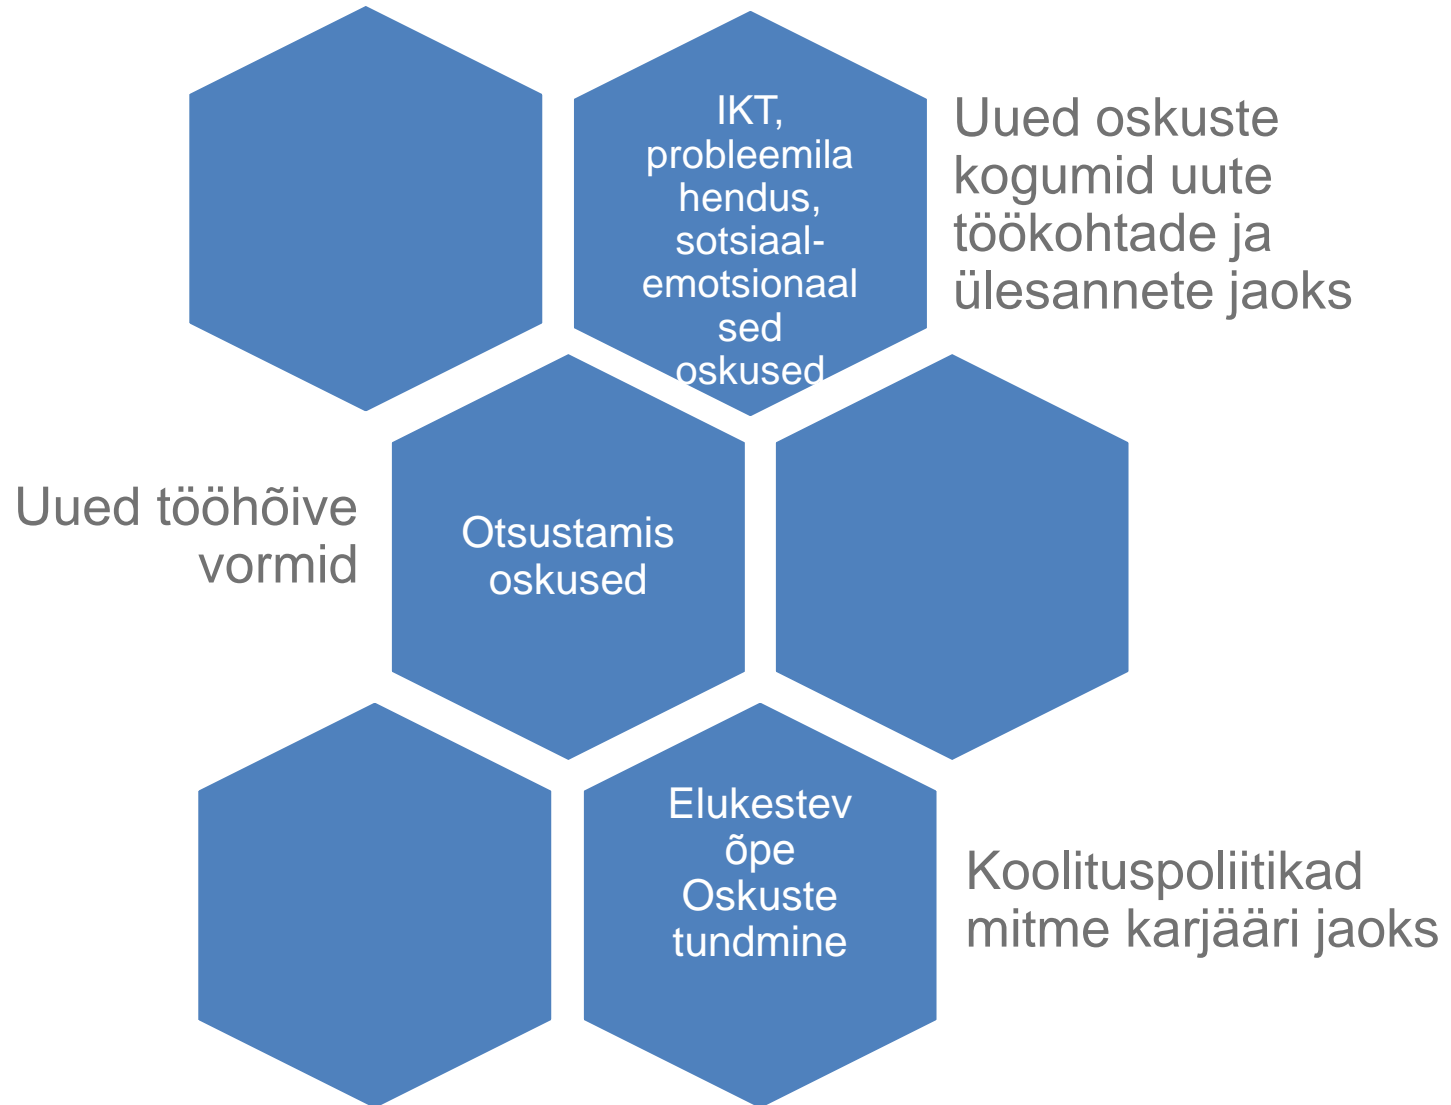 IKT,
probleemila
hendus,
sotsiaal-
emotsionaal
sed
oskused
Uued oskuste
kogumid uute
töökohtade ja
ülesannete jaoks
Uued tööhõive
vormid
Otsustamis
oskused
Elukestev
õpe
Oskuste
tundmine
Koolituspoliitikad
mitme karjääri jaoks